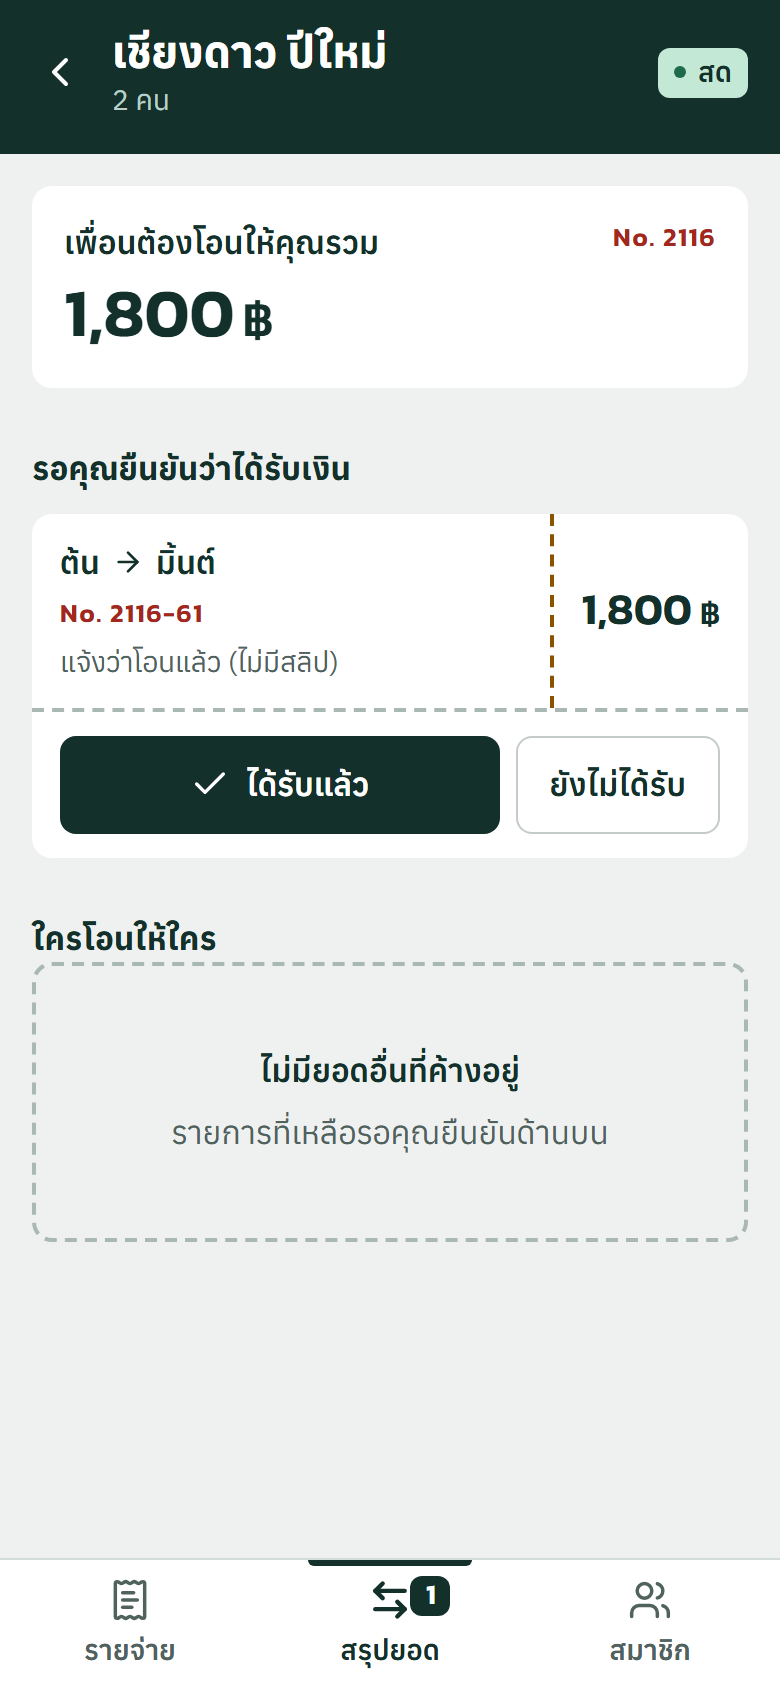 เชียงดาว ปีใหม่
2 คน
สด
เพื่อนต้องโอนให้คุณรวม
No. 2116
1,800 ฿
รอคุณยืนยันว่าได้รับเงิน
ต้น → มิ้นต์
No. 2116-61
แจ้งว่าโอนแล้ว (ไม่มีสลิป)
1,800 ฿
ได้รับแล้ว
ยังไม่ได้รับ
ใครโอนให้ใคร
ไม่มียอดอื่นที่ค้างอยู่
รายการที่เหลือรอคุณยืนยันด้านบน
1
รายจ่าย
สรุปยอด
สมาชิก